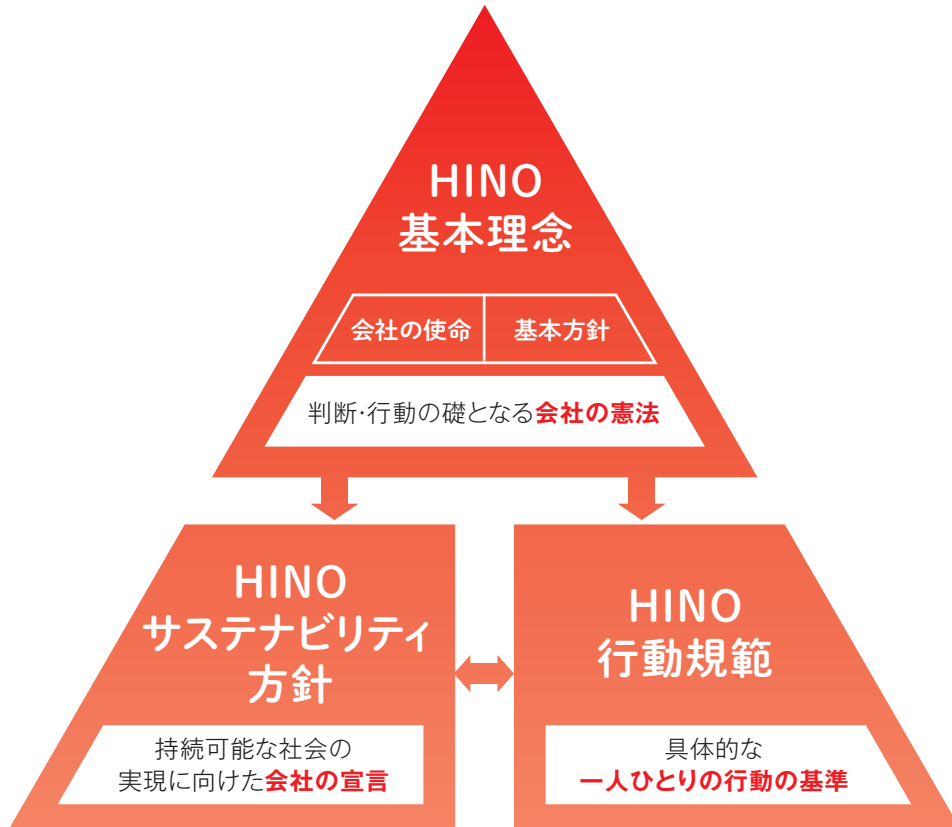 HINO
基本理念
会社の使命
基本方針
判断・行動の礎となる会社の憲法
HINO
サステナビリティ
方針
持続可能な社会の
実現に向けた会社の宣言
HINO
行動規範
具体的な
一人ひとりの行動の基準